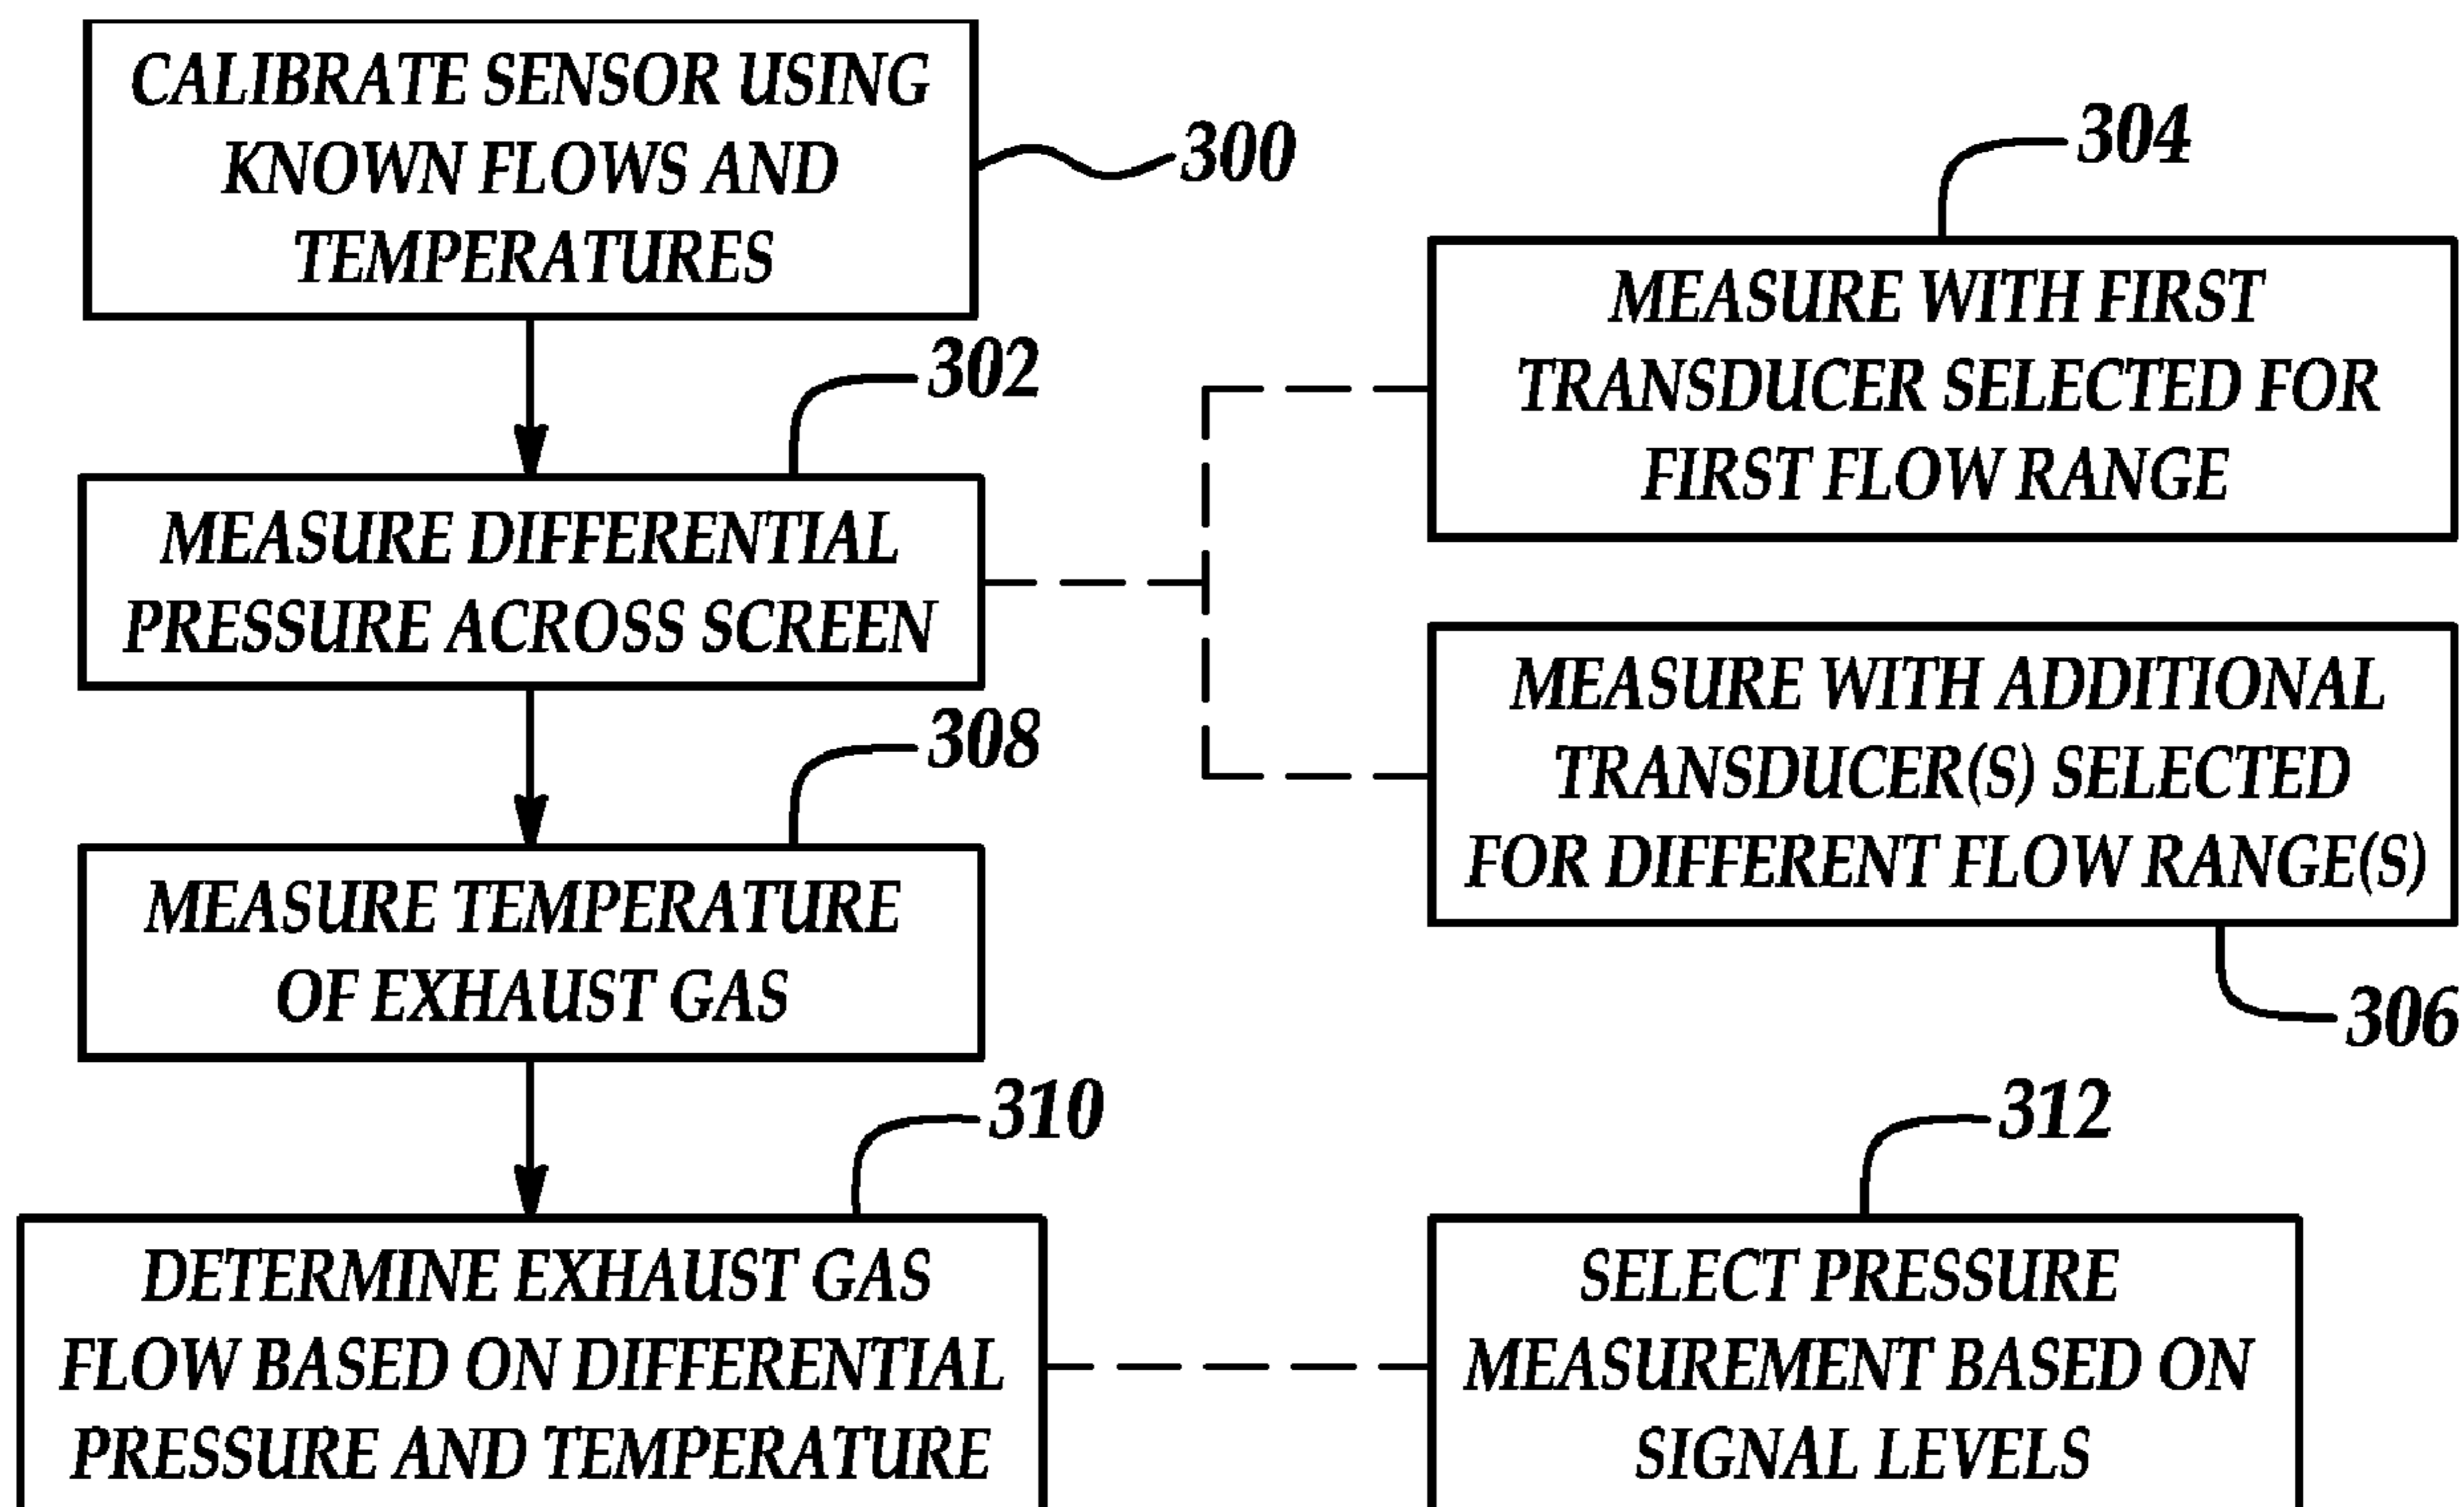 CALIBRATE SENSOR USING
KNOWN FLOWS AND
TEMPERATURES
300
304
MEASURE WITH FIRST
TRANSDUCER SELECTED FOR
FIRST FLOW RANGE
302
MEASURE DIFFERENTIAL
PRESSURE ACROSS SCREEN
MEASURE WITH ADDITIONAL
TRANSDUCER(S) SELECTED
FOR DIFFERENT FLOW RANGE(S)
306
308
MEASURE TEMPERATURE
OF EXHAUST GAS
310
DETERMINE EXHAUST GAS
FLOW BASED ON DIFFERENTIAL
PRESSURE AND TEMPERATURE
312
SELECT PRESSURE
MEASUREMENT BASED ON
SIGNAL LEVELS